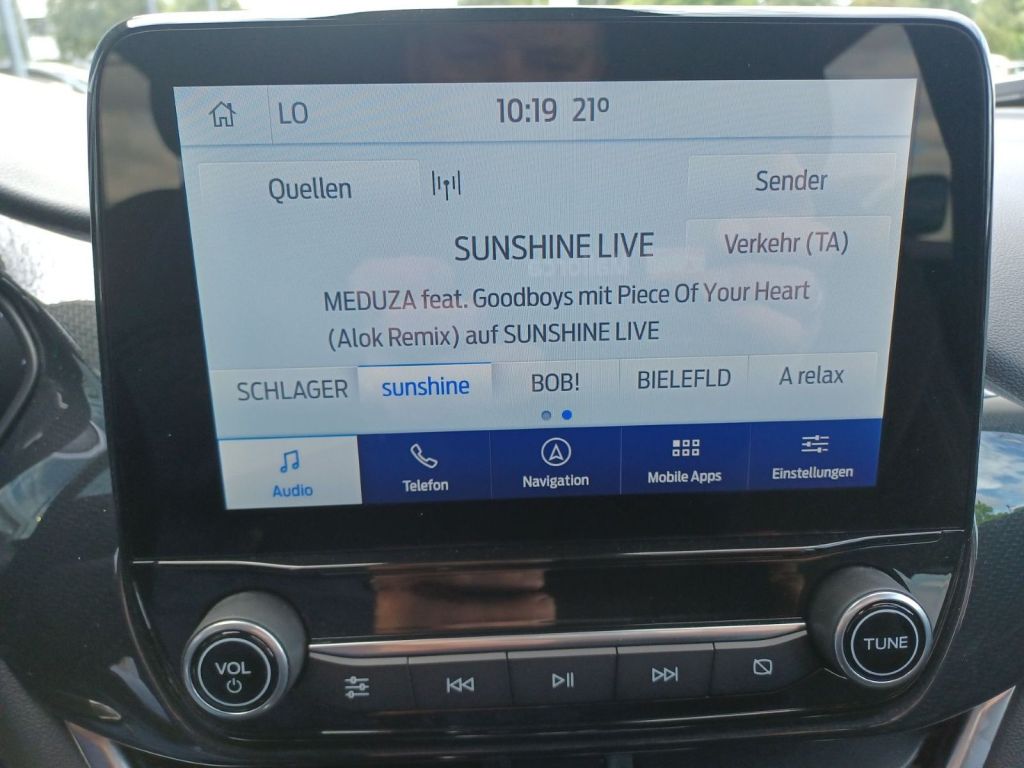 LO 10:19 21°
Quellen Sender
SUNSHINE LIVE Verkehr (TA)
MEDUZA feat. Goodboys mit Piece Of Your Heart
(Alok Remix) auf SUNSHINE LIVE
SCHLAGER sunshine BOB! BIELEFLD A relax
Audio Telefon Navigation Mobile Apps Einstellungen
VOL TUNE